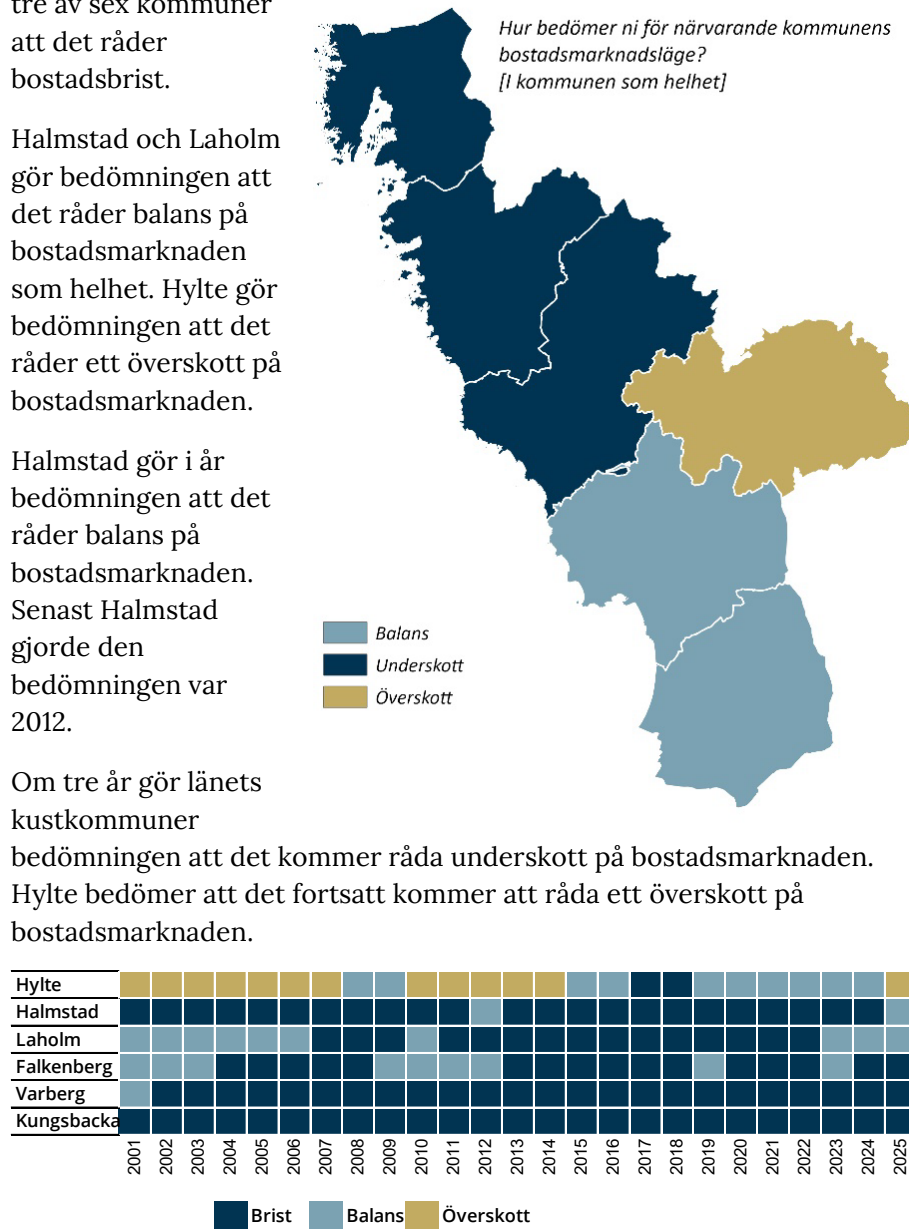 tre av sex kommuner
att det råder
bostadsbrist.
Halmstad och Laholm
gör bedömningen att
det råder balans på
bostadsmarknaden
som helhet. Hylte gör
bedömningen att det
råder ett överskott på
bostadsmarknaden.
Halmstad gör i år
bedömningen att det
råder balans på
bostadsmarknaden.
Senast Halmstad
gjorde den
bedömningen var
2012.
Om tre år gör länets
kustkommuner
bedömningen att det kommer råda underskott på bostadsmarknaden.
Hylte bedömer att det fortsatt kommer att råda ett överskott på
bostadsmarknaden.
Hur bedömer ni för närvarande kommunens
bostadsmarknadsläge?
[I kommunen som helhet]
Balans
Underskott
Överskott
Hylte
Halmstad
Laholm
Falkenberg
Varberg
Kungsbacka
2001 2002 2003 2004 2005 2006 2007 2008 2009 2010 2011 2012 2013 2014 2015 2016 2017 2018 2019 2020 2021 2022 2023 2024 2025
Brist Balans Överskott